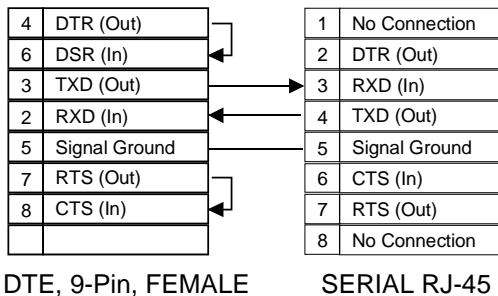 4 DTR (Out) 1 No Connection
6 DSR (In) 2 DTR (Out)
3 TXD (Out) 3 RXD (In)
2 RXD (In) 4 TXD (Out)
5 Signal Ground 5 Signal Ground
7 RTS (Out) 6 CTS (In)
8 CTS (In) 7 RTS (Out)
8 No Connection
DTE, 9-Pin, FEMALE SERIAL RJ-45